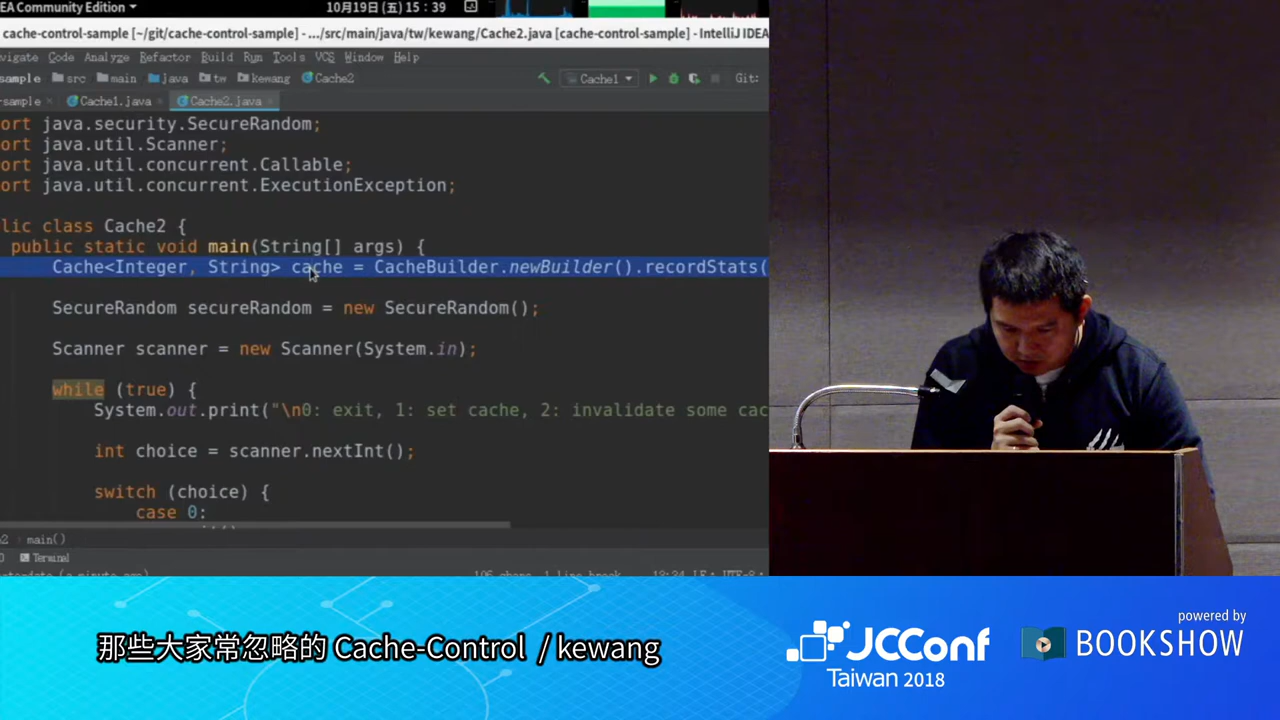 EA Community Edition
10月19日 (五) 15：39
cache-control-sample [~/git/cache-control-sample] - .../src/main/java/tw/kewang/Cache2.java [cache-control-sample] - IntelliJ IDEA
vigate Code Analyze Refactor Build Run Tools VCS Window Help
sample src main java tw kewang Cache2 Cache1 Git:
-sample Cache1.java Cache2.java
ort java.security.SecureRandom;
ort java.util.Scanner;
ort java.util.concurrent.Callable;
ort java.util.concurrent.ExecutionException;
lic class Cache2 {
public static void main(String[] args) {
Cache<Integer, String> cache = CacheBuilder.newBuilder().recordStats(
SecureRandom secureRandom = new SecureRandom();
Scanner scanner = new Scanner(System.in);
while (true) {
System.out.print("\n0: exit, 1: set cache, 2: invalidate some cac
int choice = scanner.nextInt();
switch (choice) {
case 0:
2 main()
Terminal
那些大家常忽略的 Cache-Control / kewang
JCConf
Taiwan 2018
powered by
BOOKSHOW